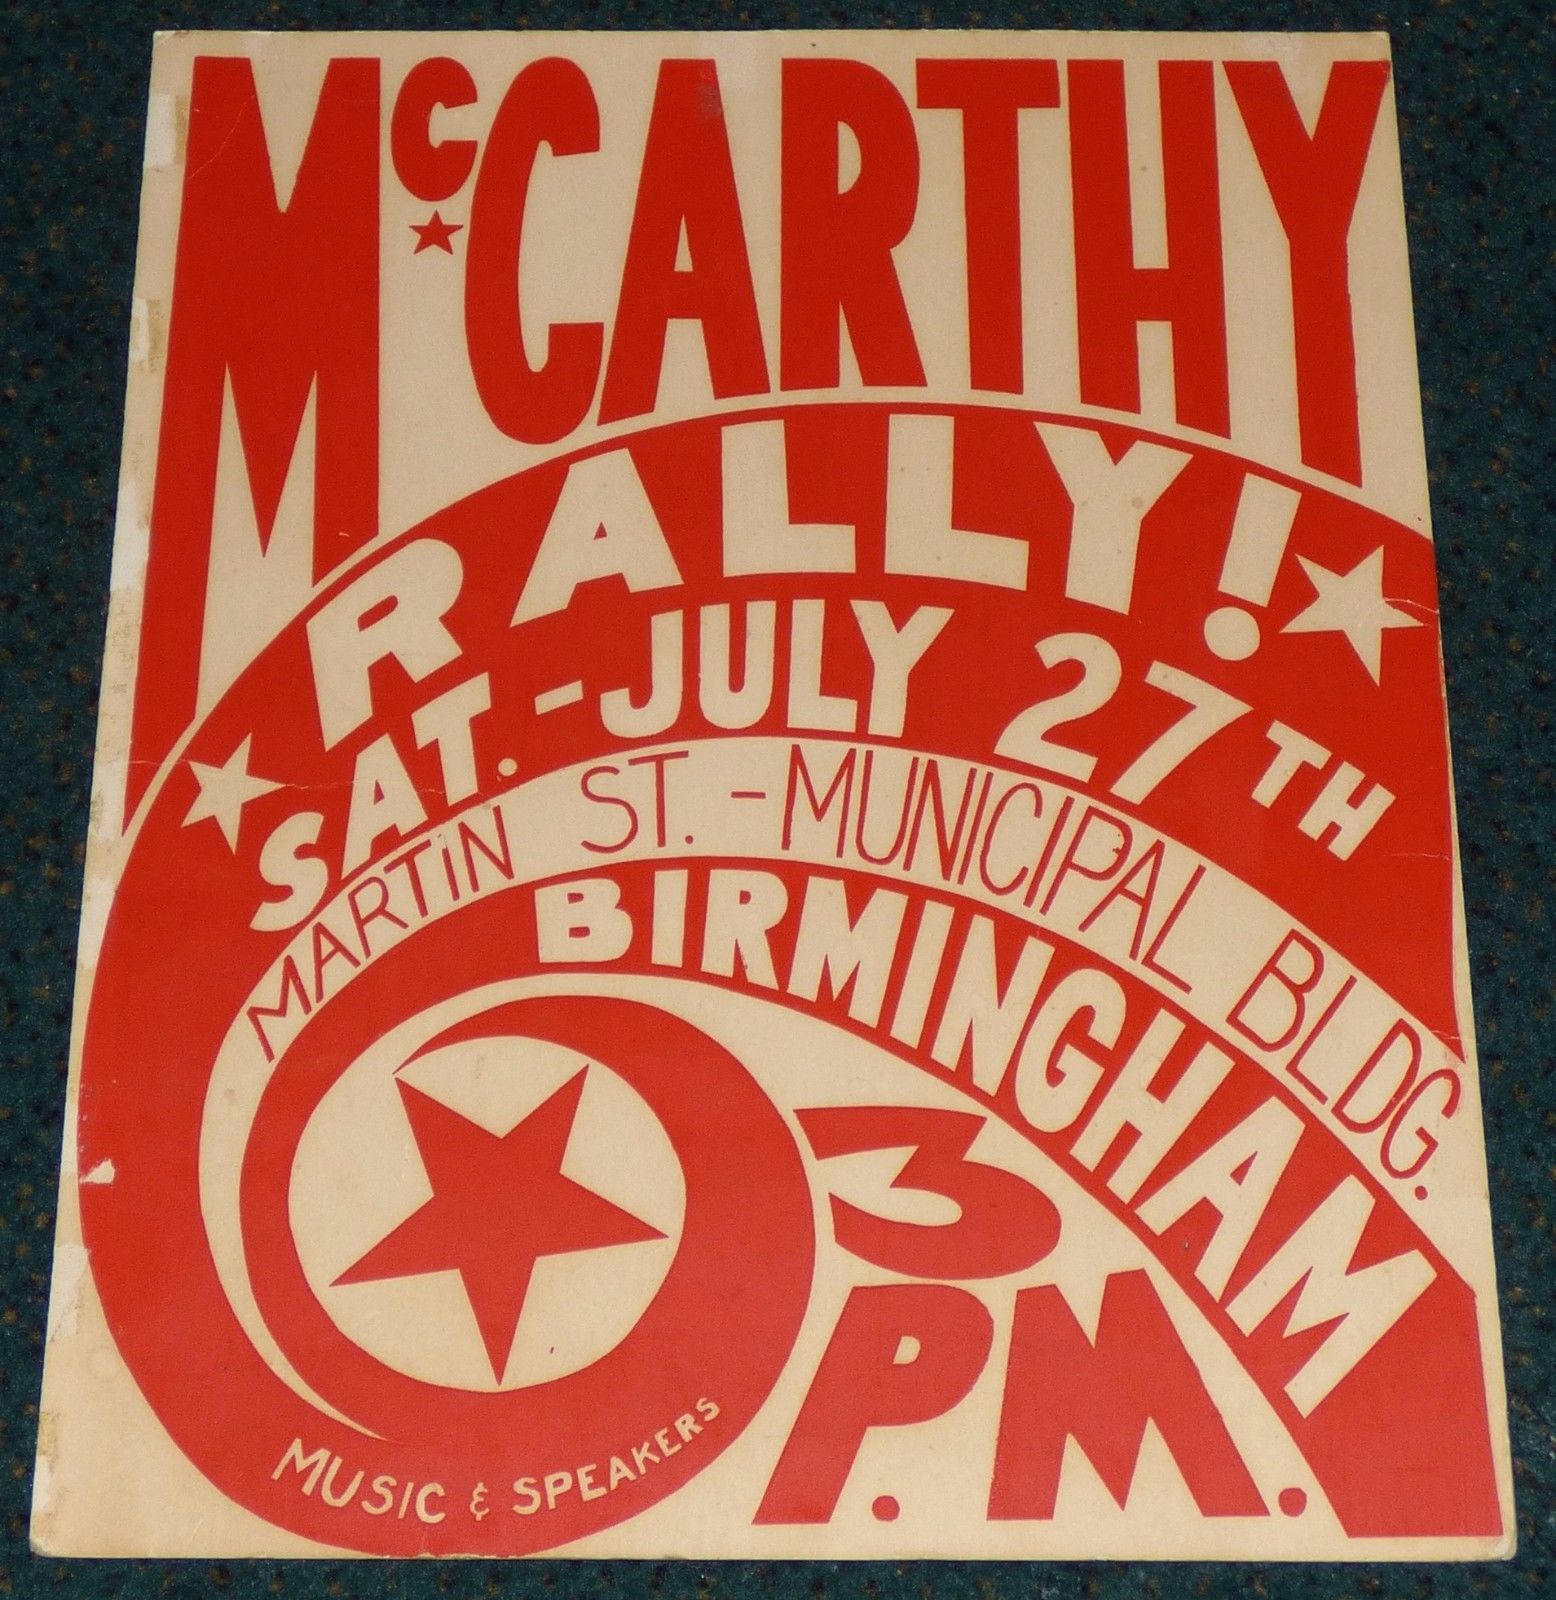 McCARTHY
RALLY!
SAT.-JULY 27TH
MARTIN ST.-MUNICIPAL BLDG.
BIRMINGHAM
3
P.M.
MUSIC & SPEAKERS